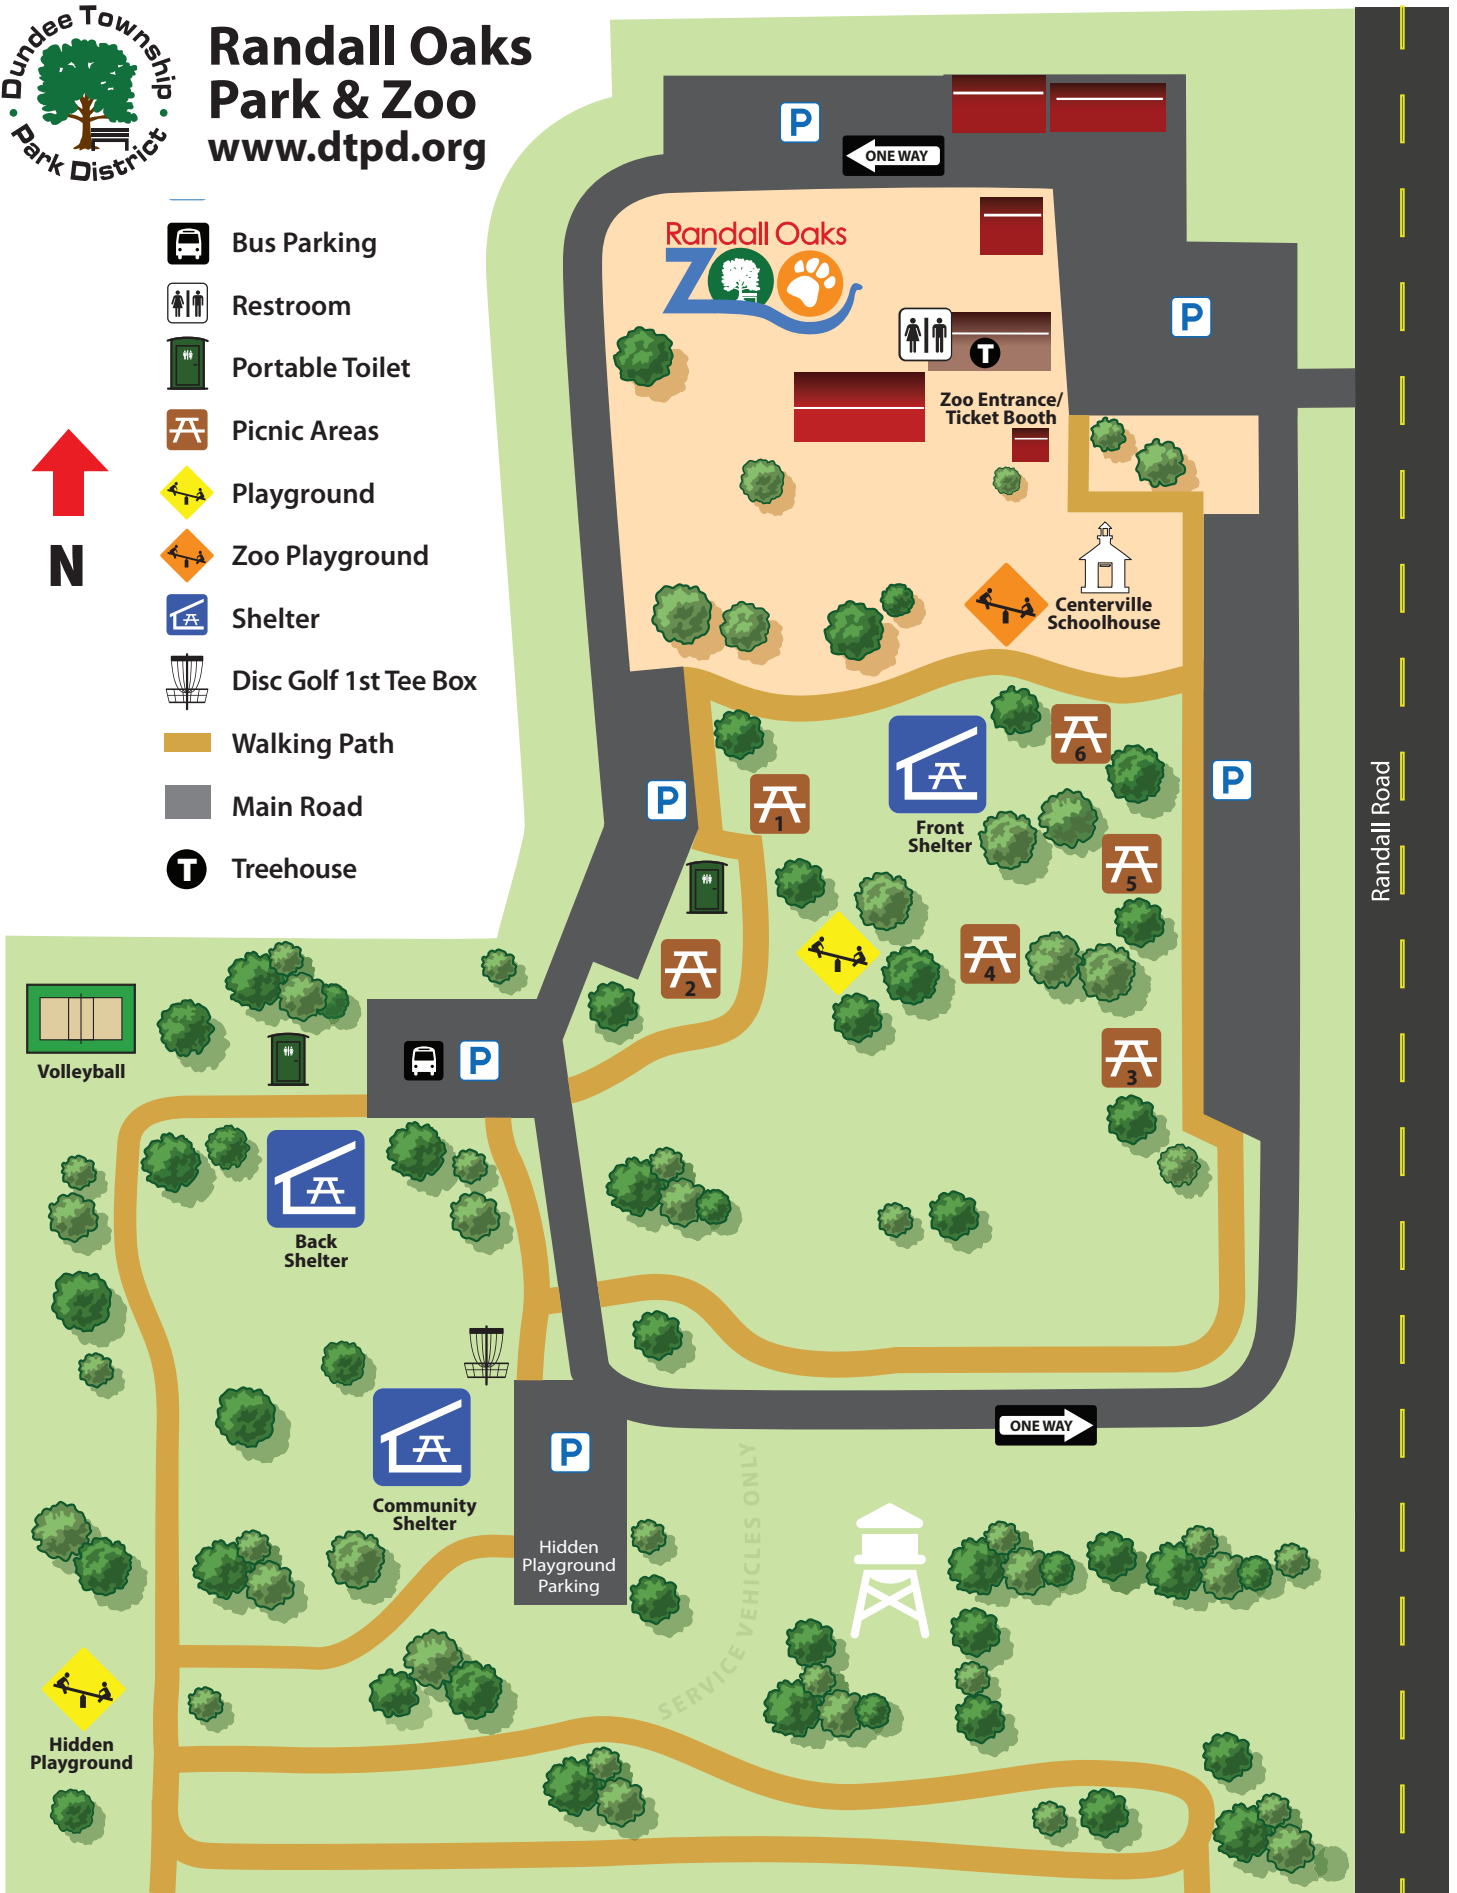 Dundee Township
Park District
Randall Oaks
Park & Zoo
www.dtpd.org
Bus Parking
Restroom
Portable Toilet
Picnic Areas
Playground
Zoo Playground
Shelter
Disc Golf 1st Tee Box
Walking Path
Main Road
T
Treehouse
N
P
ONE WAY
Randall Oaks
ZOO
P
T
Zoo Entrance/
Ticket Booth
Centerville
Schoolhouse
6
P
1
Front
Shelter
P
Randall Road
5
2
4
Volleyball
P
3
Back
Shelter
ONE WAY
P
Community
Shelter
Hidden
Playground
Parking
SERVICE VEHICLES ONLY
Hidden
Playground